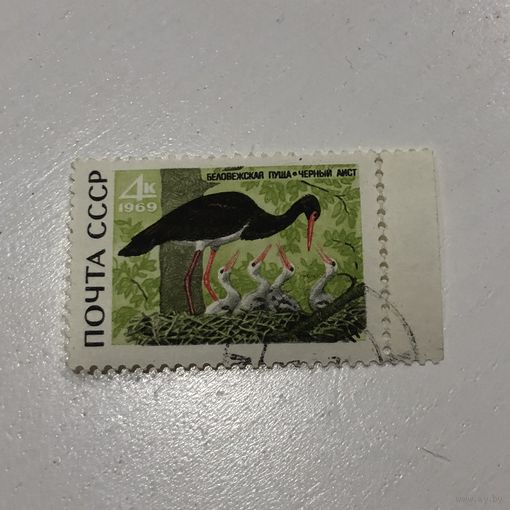 4к
1969
БЕЛОВЕЖСКАЯ ПУЩА • ЧЕРНЫЙ АИСТ
ПОЧТА СССР